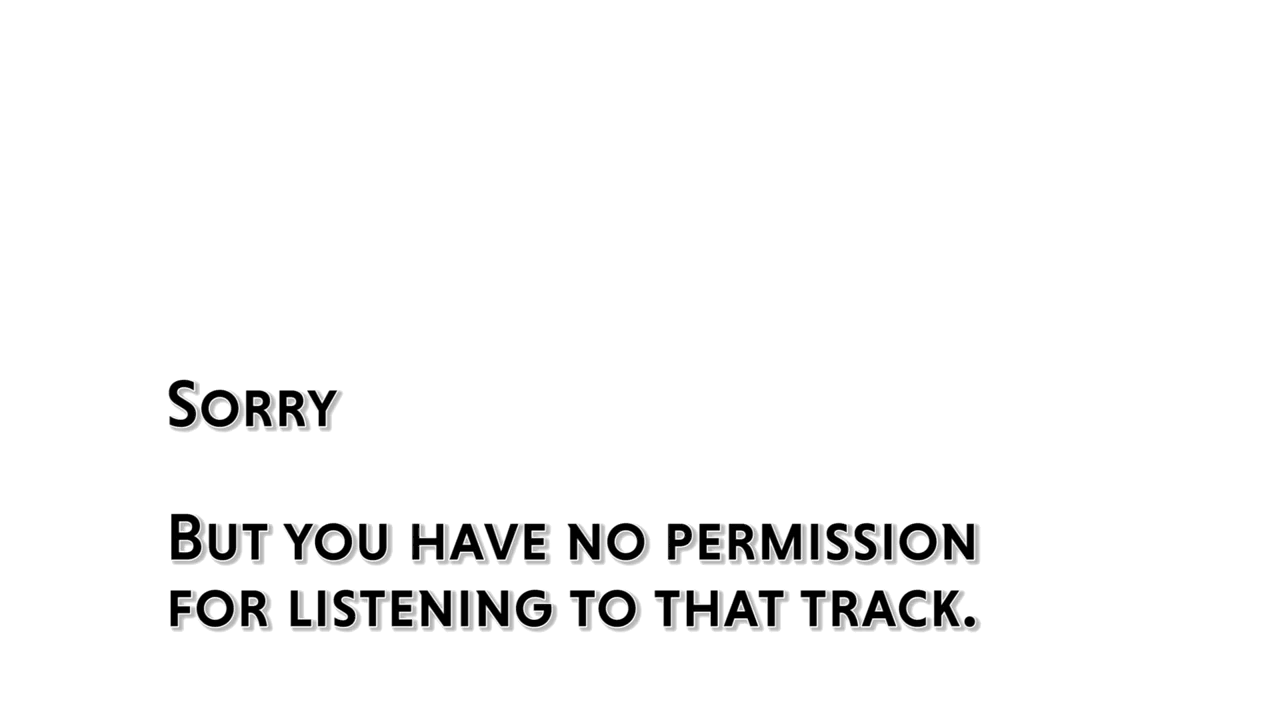 Sorry
But you have no permission
for listening to that track.